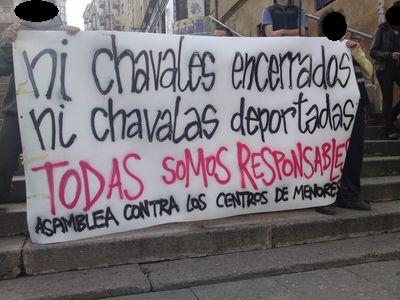 ni chavales encerrados
ni chavalas deportadas
TODAS SOMOS RESPONSABLES
ASAMBLEA CONTRA LOS CENTROS DE MENORES